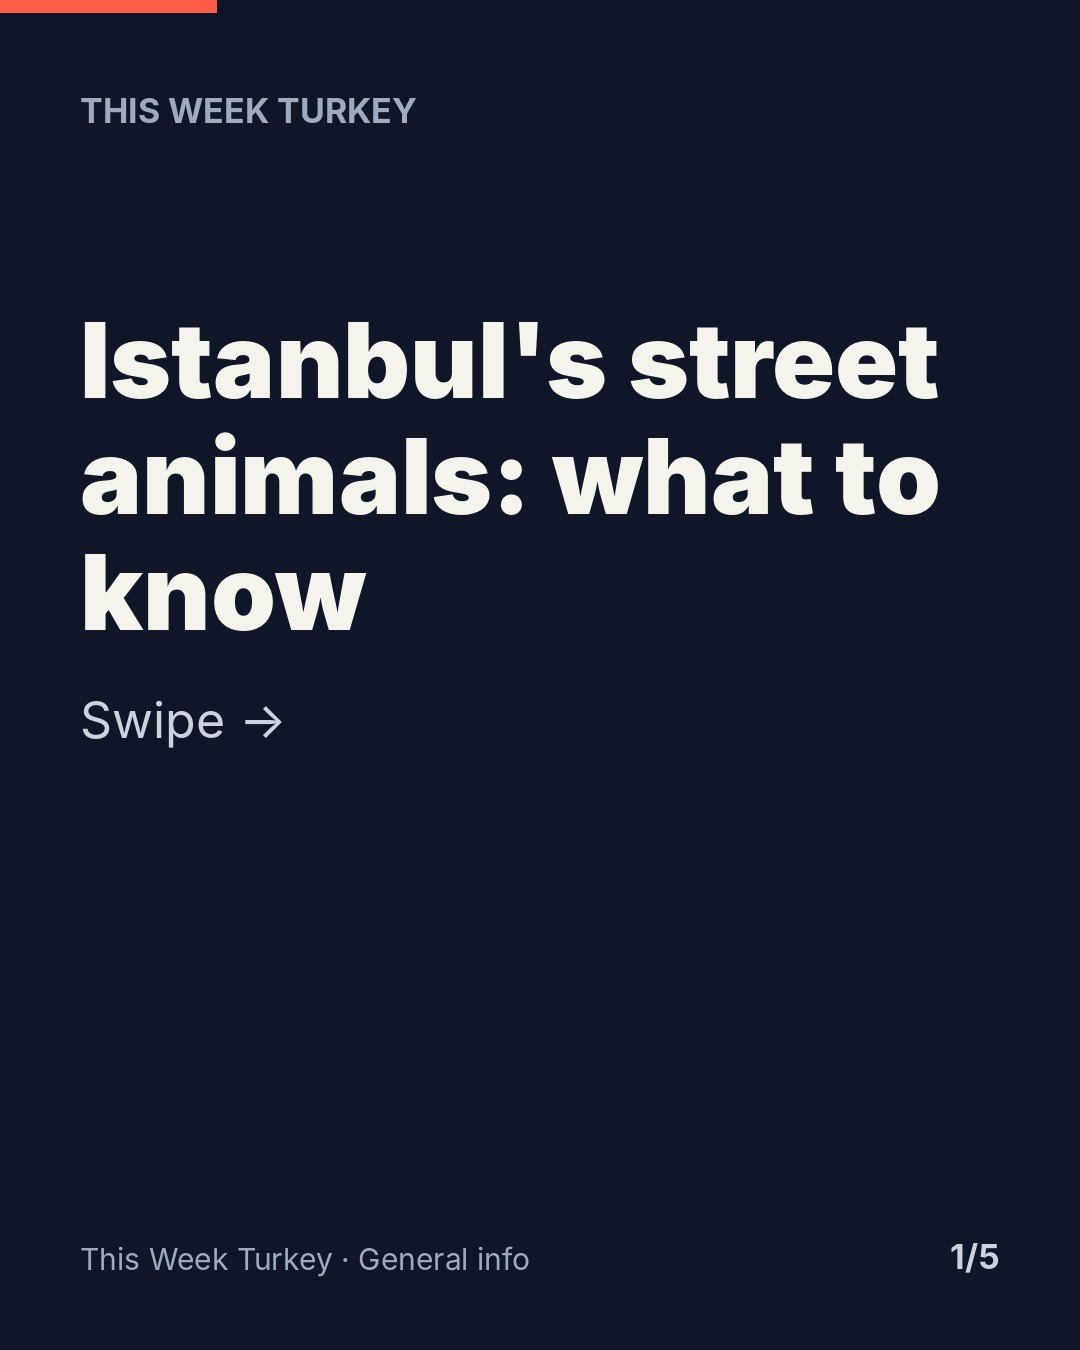 THIS WEEK TURKEY
Istanbul's street
animals: what to
know
Swipe →
This Week Turkey · General info
1/5